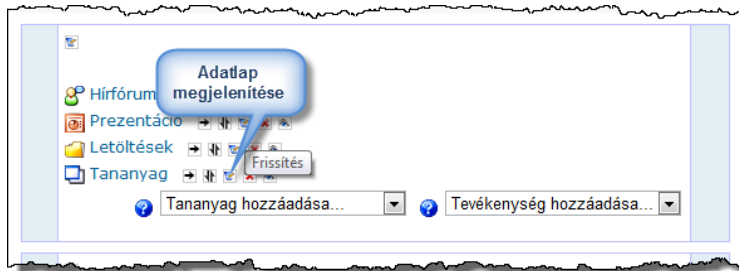 Adatlap
megjelenítése
Hírfórum
Prezentáció
Letöltések
Frissítés
Tananyag
Tananyag hozzáadása... Tevékenység hozzáadása...